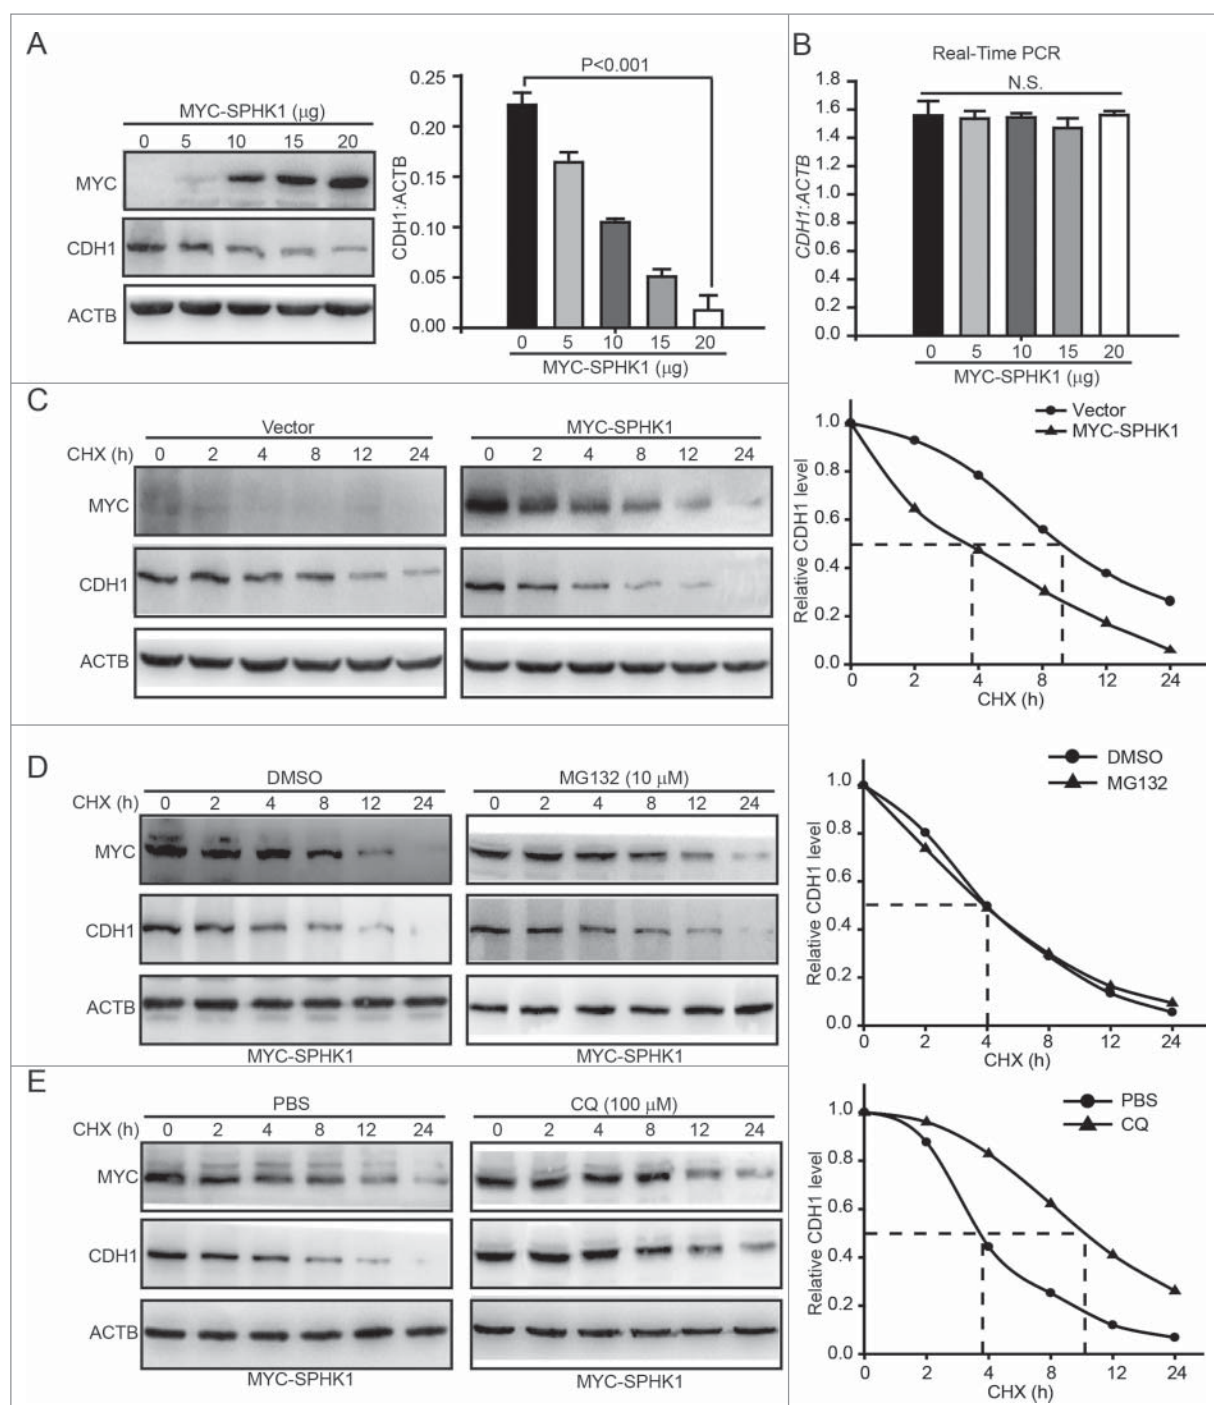 A
MYC-SPHK1 (μg)
0 5 10 15 20
MYC
CDH1
ACTB
P<0.001
CDH1:ACTB
0.25
0.20
0.15
0.10
0.05
0.00
0 5 10 15 20
MYC-SPHK1 (μg)
B
Real-Time PCR
N.S.
CDH1:ACTB
1.8
1.6
1.4
1.2
1.0
0.8
0.6
0.4
0.2
0.0
0 5 10 15 20
MYC-SPHK1 (μg)
C
Vector MYC-SPHK1
CHX (h) 0 2 4 8 12 24 0 2 4 8 12 24
MYC
CDH1
ACTB
Vector
MYC-SPHK1
Relative CDH1 level
1.0
0.8
0.6
0.4
0.2
0.0
0 2 4 8 12 24
CHX (h)
D
DMSO MG132 (10 μM)
CHX (h) 0 2 4 8 12 24 0 2 4 8 12 24
MYC
CDH1
ACTB
MYC-SPHK1 MYC-SPHK1
DMSO
MG132
Relative CDH1 level
1.0
0.8
0.6
0.4
0.2
0.0
0 2 4 8 12 24
CHX (h)
E
PBS CQ (100 μM)
CHX (h) 0 2 4 8 12 24 0 2 4 8 12 24
MYC
CDH1
ACTB
MYC-SPHK1 MYC-SPHK1
PBS
CQ
Relative CDH1 level
1.0
0.8
0.6
0.4
0.2
0.0
0 2 4 8 12 24
CHX (h)